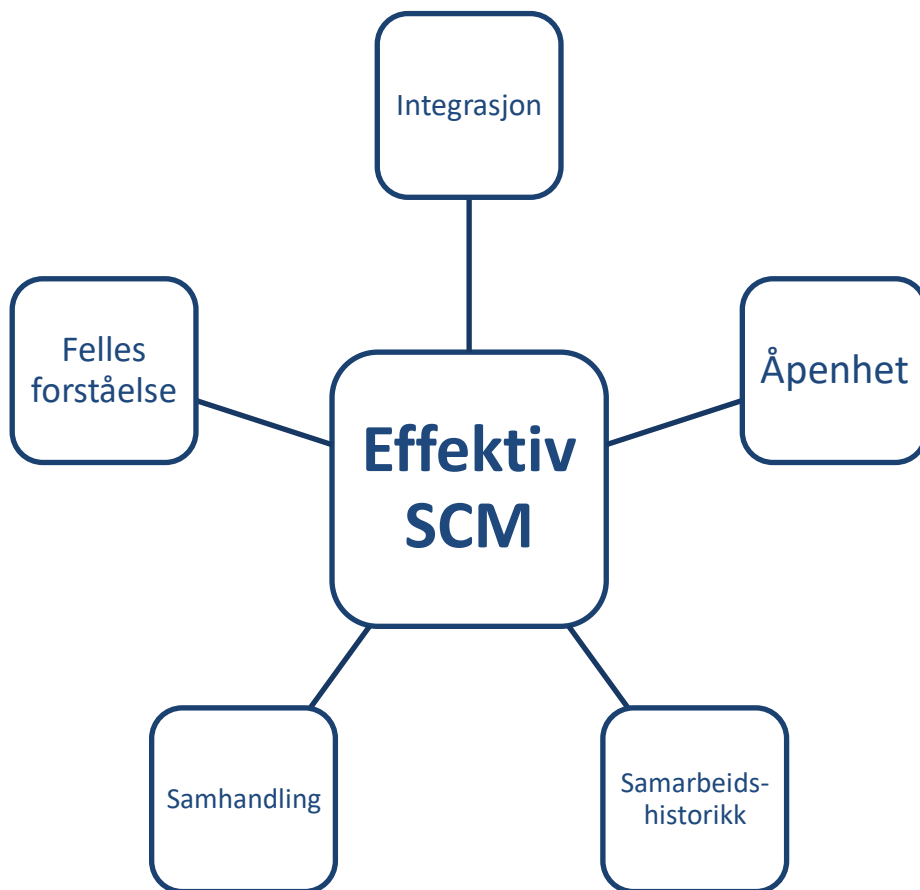 Integrasjon
Felles
forståelse
Åpenhet
Effektiv
SCM
Samhandling
Samarbeids-
historikk